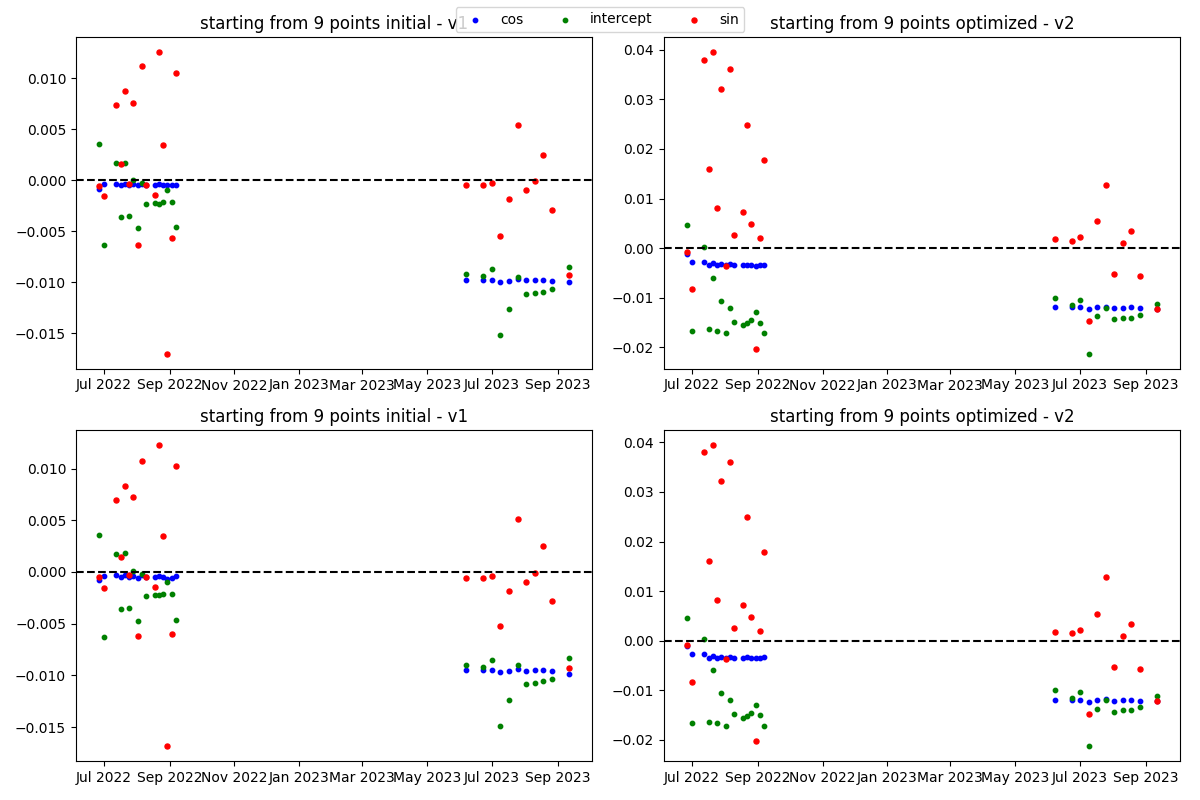 cos intercept sin
starting from 9 points initial - v1
0.010
0.005
0.000
−0.005
−0.010
−0.015
Jul 2022 Sep 2022 Nov 2022 Jan 2023 Mar 2023 May 2023 Jul 2023 Sep 2023
starting from 9 points optimized - v2
0.04
0.03
0.02
0.01
0.00
−0.01
−0.02
Jul 2022 Sep 2022 Nov 2022 Jan 2023 Mar 2023 May 2023 Jul 2023 Sep 2023
starting from 9 points initial - v1
0.010
0.005
0.000
−0.005
−0.010
−0.015
Jul 2022 Sep 2022 Nov 2022 Jan 2023 Mar 2023 May 2023 Jul 2023 Sep 2023
starting from 9 points optimized - v2
0.04
0.03
0.02
0.01
0.00
−0.01
−0.02
Jul 2022 Sep 2022 Nov 2022 Jan 2023 Mar 2023 May 2023 Jul 2023 Sep 2023